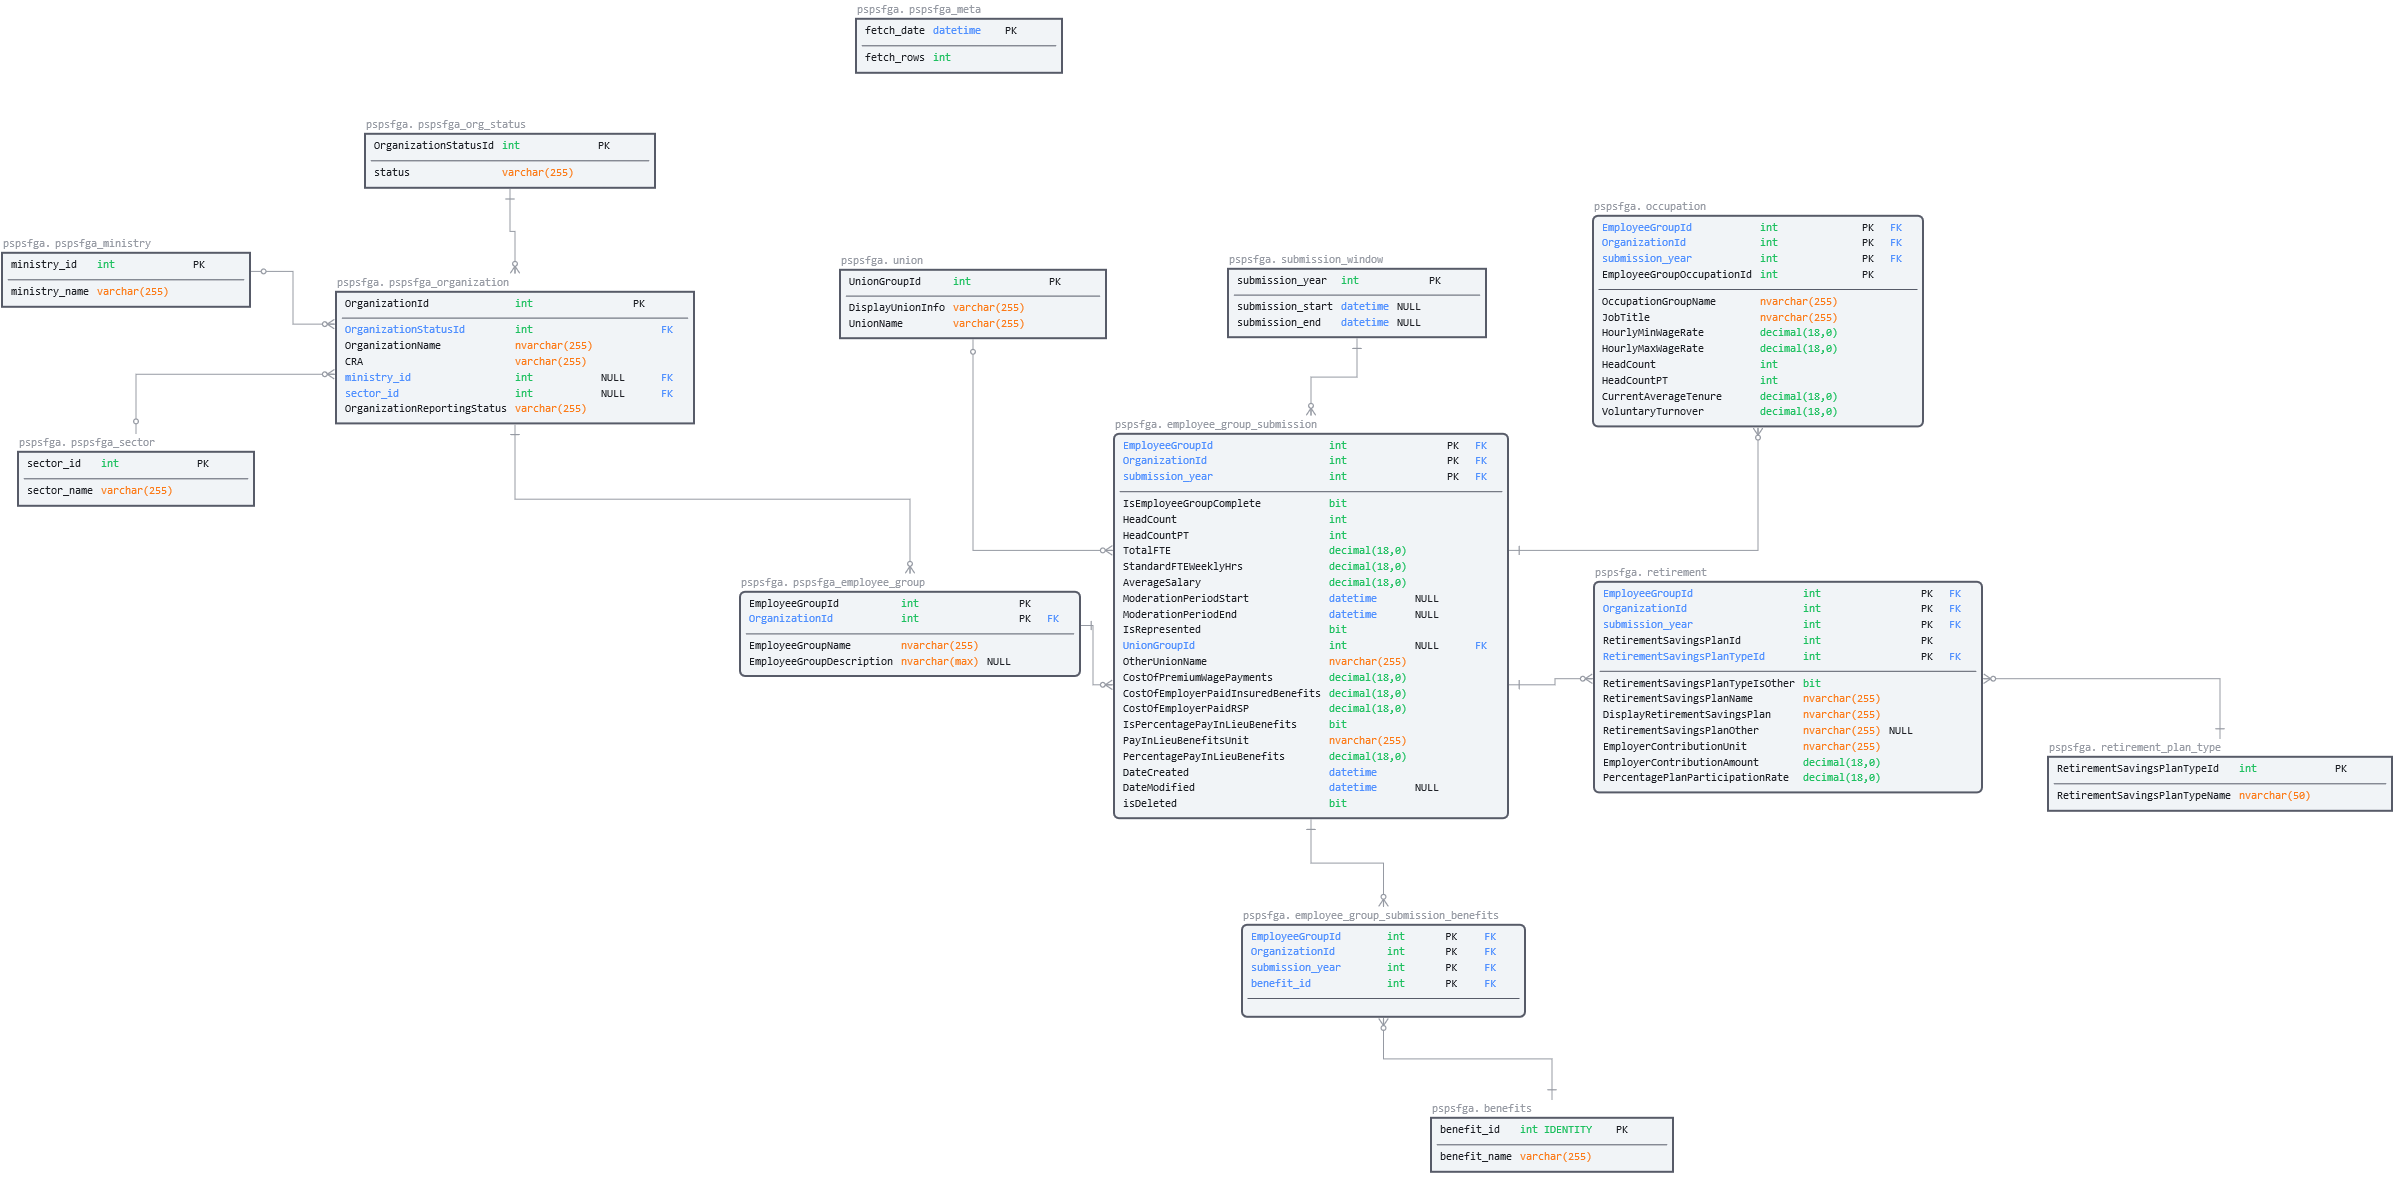 pspsfga. pspsfga_meta
fetch_date datetime PK
fetch_rows int
pspsfga. pspsfga_org_status
OrganizationStatusId int PK
status varchar(255)
pspsfga. pspsfga_ministry
ministry_id int PK
ministry_name varchar(255)
pspsfga. pspsfga_organization
OrganizationId int PK
OrganizationStatusId int FK
OrganizationName nvarchar(255)
CRA varchar(255)
ministry_id int NULL FK
sector_id int NULL FK
OrganizationReportingStatus varchar(255)
pspsfga. pspsfga_sector
sector_id int PK
sector_name varchar(255)
pspsfga. union
UnionGroupId int PK
DisplayUnionInfo varchar(255)
UnionName varchar(255)
pspsfga. submission_window
submission_year int PK
submission_start datetime NULL
submission_end datetime NULL
pspsfga. occupation
EmployeeGroupId int PK FK
OrganizationId int PK FK
submission_year int PK FK
EmployeeGroupOccupationId int PK
OccupationGroupName nvarchar(255)
JobTitle nvarchar(255)
HourlyMinWageRate decimal(18,0)
HourlyMaxWageRate decimal(18,0)
HeadCount int
HeadCountPT int
CurrentAverageTenure decimal(18,0)
VoluntaryTurnover decimal(18,0)
pspsfga. employee_group_submission
EmployeeGroupId int PK FK
OrganizationId int PK FK
submission_year int PK FK
IsEmployeeGroupComplete bit
HeadCount int
HeadCountPT int
TotalFTE decimal(18,0)
StandardFTEWeeklyHrs decimal(18,0)
AverageSalary decimal(18,0)
ModerationPeriodStart datetime NULL
ModerationPeriodEnd datetime NULL
IsRepresented bit
UnionGroupId int NULL FK
OtherUnionName nvarchar(255)
CostOfPremiumWagePayments decimal(18,0)
CostOfEmployerPaidInsuredBenefits decimal(18,0)
CostOfEmployerPaidRSP decimal(18,0)
IsPercentagePayInLieuBenefits bit
PayInLieuBenefitsUnit nvarchar(255)
PercentagePayInLieuBenefits decimal(18,0)
DateCreated datetime
DateModified datetime NULL
isDeleted bit
pspsfga. pspsfga_employee_group
EmployeeGroupId int PK
OrganizationId int PK FK
EmployeeGroupName nvarchar(255)
EmployeeGroupDescription nvarchar(max) NULL
pspsfga. retirement
EmployeeGroupId int PK FK
OrganizationId int PK FK
submission_year int PK FK
RetirementSavingsPlanId int PK
RetirementSavingsPlanTypeId int PK FK
RetirementSavingsPlanTypeIsOther bit
RetirementSavingsPlanName nvarchar(255)
DisplayRetirementSavingsPlan nvarchar(255)
RetirementSavingsPlanOther nvarchar(255) NULL
EmployerContributionUnit nvarchar(255)
EmployerContributionAmount decimal(18,0)
PercentagePlanParticipationRate decimal(18,0)
pspsfga. retirement_plan_type
RetirementSavingsPlanTypeId int PK
RetirementSavingsPlanTypeName nvarchar(50)
pspsfga. employee_group_submission_benefits
EmployeeGroupId int PK FK
OrganizationId int PK FK
submission_year int PK FK
benefit_id int PK FK
pspsfga. benefits
benefit_id int IDENTITY PK
benefit_name varchar(255)